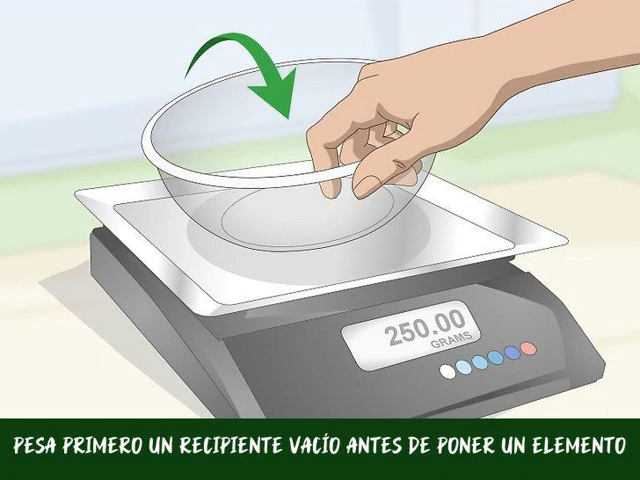 250.00
GRAMS
PESA PRIMERO UN RECIPIENTE VACÍO ANTES DE PONER UN ELEMENTO